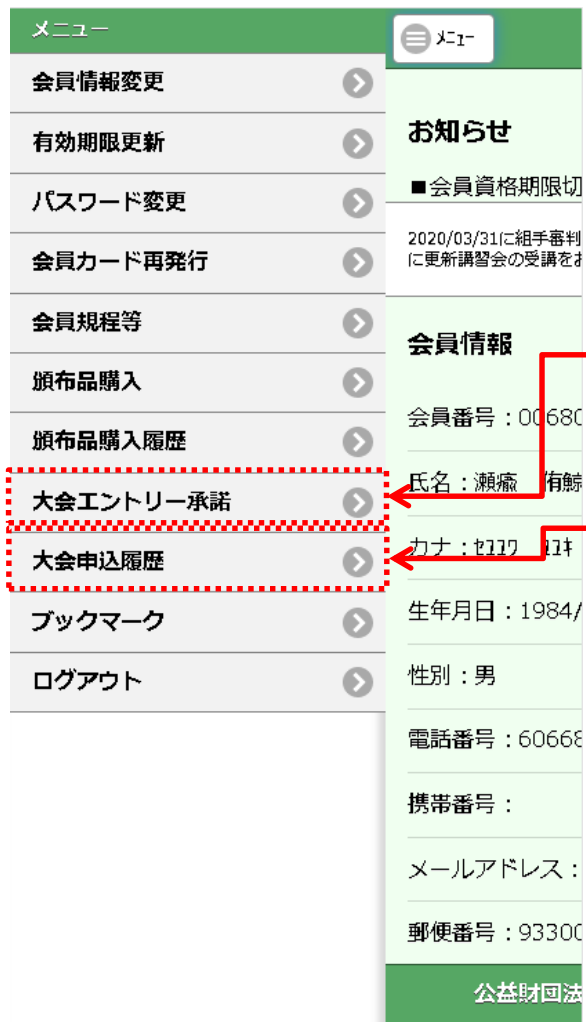 メニュー
会員情報変更
有効期限更新
パスワード変更
会員カード再発行
会員規程等
頒布品購入
頒布品購入履歴
大会エントリー承諾
大会申込履歴
ブックマーク
ログアウト
ﾒﾆｭｰ
お知らせ
■会員資格期限切
2020/03/31に組手審判
に更新講習会の受講をお
会員情報
会員番号：00680
氏名：瀬瘉
カナ：ｾｺｺﾜ
生年月日：1984/
性別：男
電話番号：60668
携帯番号：
メールアドレス：
郵便番号：93300
公益財団法